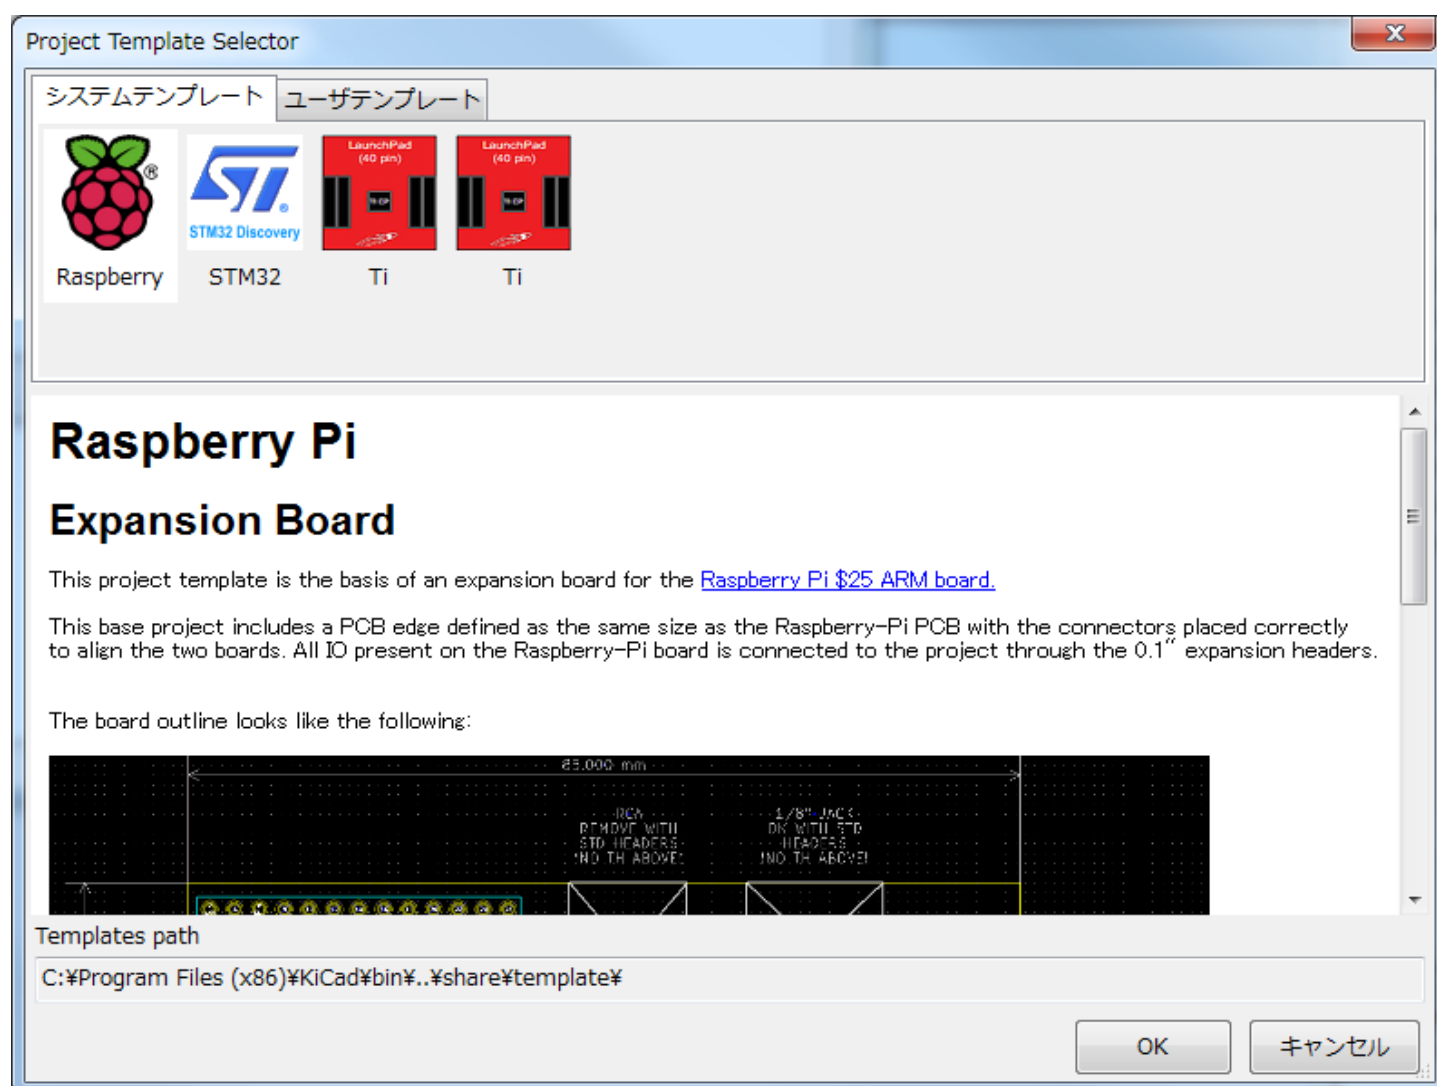 Project Template Selector
システムテンプレート ユーザテンプレート
LaunchPad
(40 pin)
LaunchPad
(40 pin)
®
ST
STM32 Discovery
Raspberry STM32 Ti Ti
Raspberry Pi
Expansion Board
This project template is the basis of an expansion board for the Raspberry Pi $25 ARM board.
This base project includes a PCB edge defined as the same size as the Raspberry-Pi PCB with the connectors placed correctly
to align the two boards. All IO present on the Raspberry-Pi board is connected to the project through the 0.1" expansion headers.
The board outline looks like the following:
85.000 mm
RCA
REMOVE WITH
STD HEADERS
!NO TH ABOVE!
1/8" JACK
OK WITH STD
HEADERS
!NO TH ABOVE!
Templates path
C:¥Program Files (x86)¥KiCad¥bin¥..¥share¥template¥
OK キャンセル